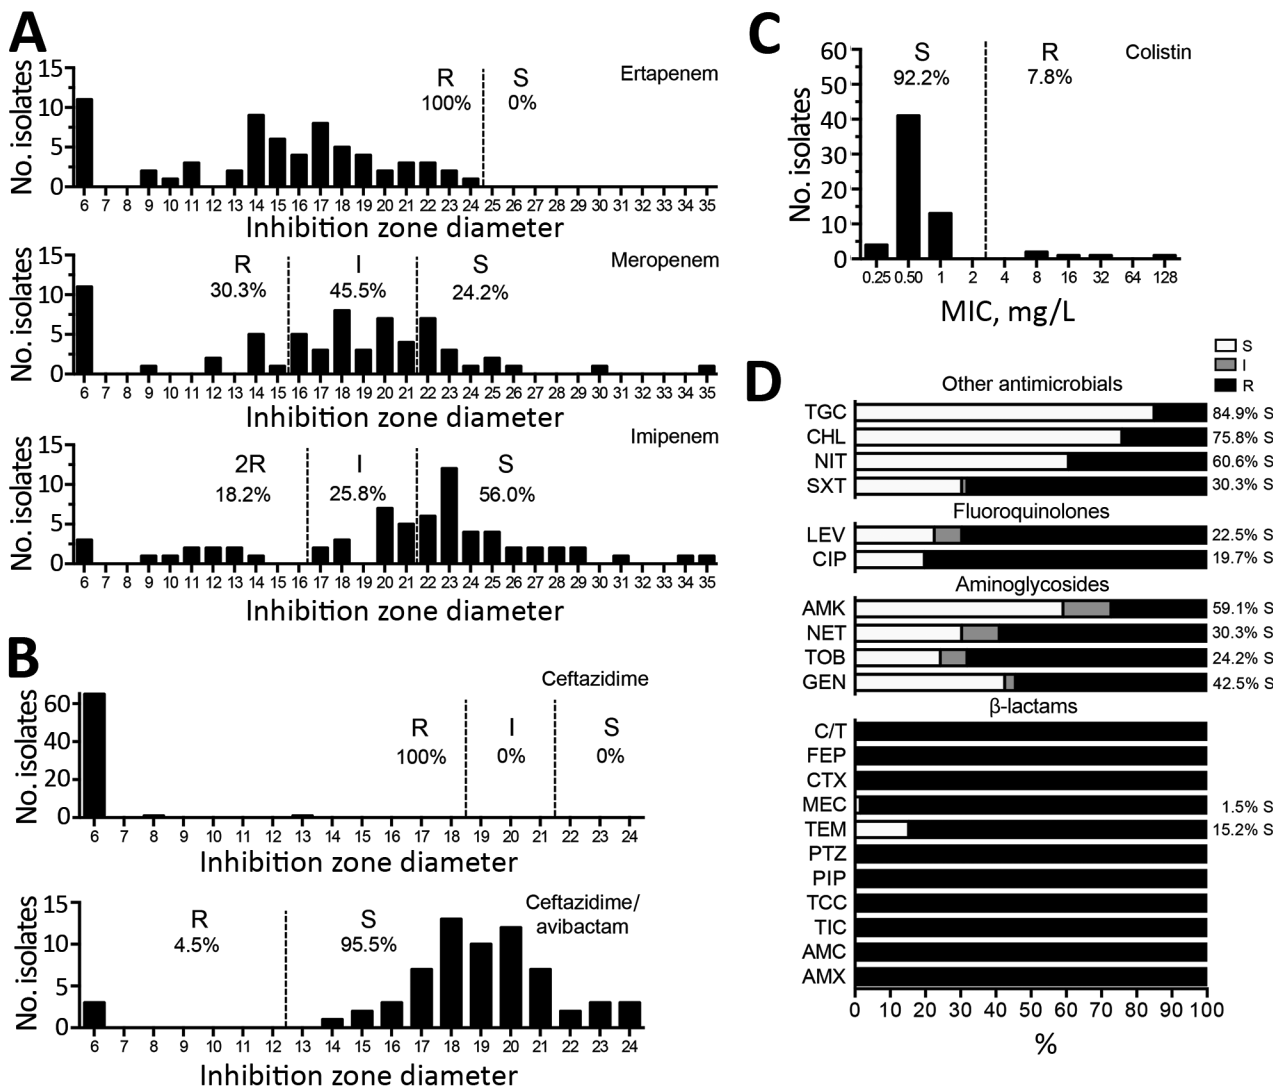 A
Ertapenem
R
S
100%
0%
No. isolates
15
10
5
0
6 7 8 9 10 11 12 13 14 15 16 17 18 19 20 21 22 23 24 25 26 27 28 29 30 31 32 33 34 35
Inhibition zone diameter
Meropenem
R
I
S
30.3%
45.5%
24.2%
No. isolates
15
10
5
0
6 7 8 9 10 11 12 13 14 15 16 17 18 19 20 21 22 23 24 25 26 27 28 29 30 31 32 33 34 35
Inhibition zone diameter
Imipenem
2R
I
S
18.2%
25.8%
56.0%
No. isolates
15
10
5
0
6 7 8 9 10 11 12 13 14 15 16 17 18 19 20 21 22 23 24 25 26 27 28 29 30 31 32 33 34 35
Inhibition zone diameter
B
Ceftazidime
R
I
S
100%
0%
0%
No. isolates
60
40
20
0
6 7 8 9 10 11 12 13 14 15 16 17 18 19 20 21 22 23 24
Inhibition zone diameter
Ceftazidime/
avibactam
R
S
4.5%
95.5%
No. isolates
15
10
5
0
6 7 8 9 10 11 12 13 14 15 16 17 18 19 20 21 22 23 24
Inhibition zone diameter
C
Colistin
S
R
92.2%
7.8%
No. isolates
60
50
40
30
20
10
0
0.25 0.50 1 2 4 8 16 32 64 128
MIC, mg/L
D
S
I
R
Other antimicrobials
TGC 84.9% S
CHL 75.8% S
NIT 60.6% S
SXT 30.3% S
Fluoroquinolones
LEV 22.5% S
CIP 19.7% S
Aminoglycosides
AMK 59.1% S
NET 30.3% S
TOB 24.2% S
GEN 42.5% S
β-lactams
C/T
FEP
CTX
MEC 1.5% S
TEM 15.2% S
PTZ
PIP
TCC
TIC
AMC
AMX
0 10 20 30 40 50 60 70 80 90 100
%